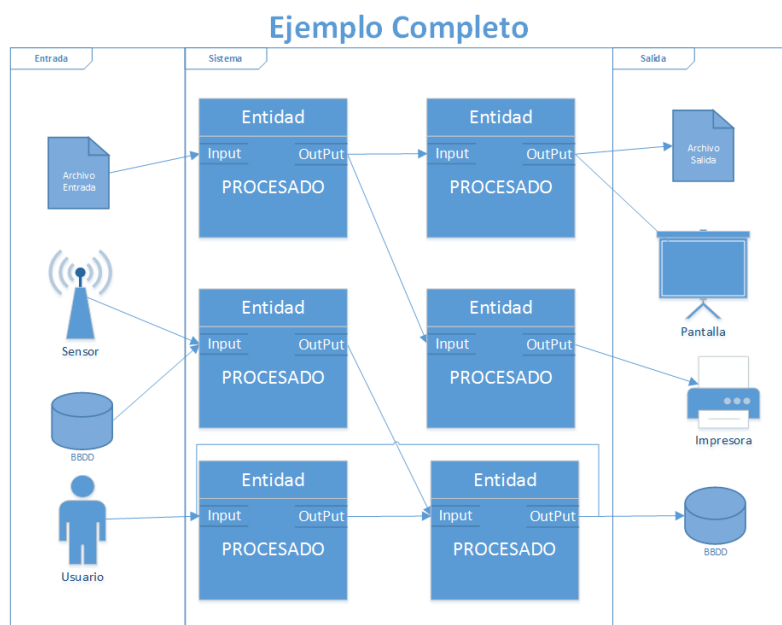 Ejemplo Completo
Entrada
Sistema
Salida
Archivo
Entrada
Sensor
BBDD
Usuario
Entidad
Input OutPut
PROCESADO
Entidad
Input OutPut
PROCESADO
Entidad
Input OutPut
PROCESADO
Entidad
Input OutPut
PROCESADO
Entidad
Input OutPut
PROCESADO
Entidad
Input OutPut
PROCESADO
Archivo
Salida
Pantalla
Impresora
BBDD